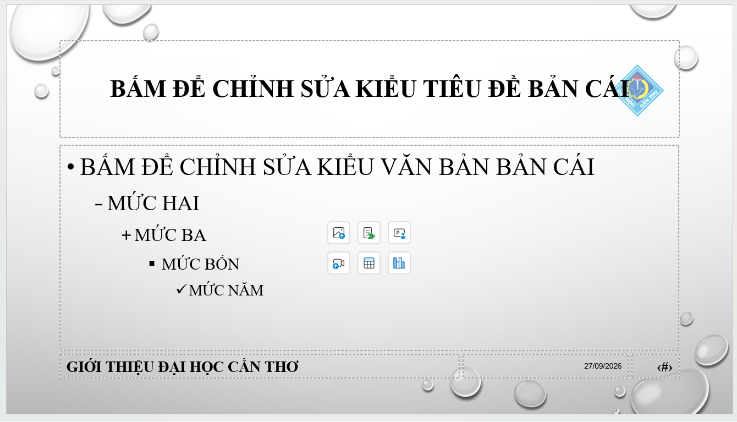 BẤM ĐỂ CHỈNH SỬA KIỂU TIÊU ĐỀ BẢN CÁI
• BẤM ĐỂ CHỈNH SỬA KIỂU VĂN BẢN BẢN CÁI
– MỨC HAI
+ MỨC BA
▪ MỨC BỐN
✓ MỨC NĂM
GIỚI THIỆU ĐẠI HỌC CẦN THƠ
27/09/2026
‹#›